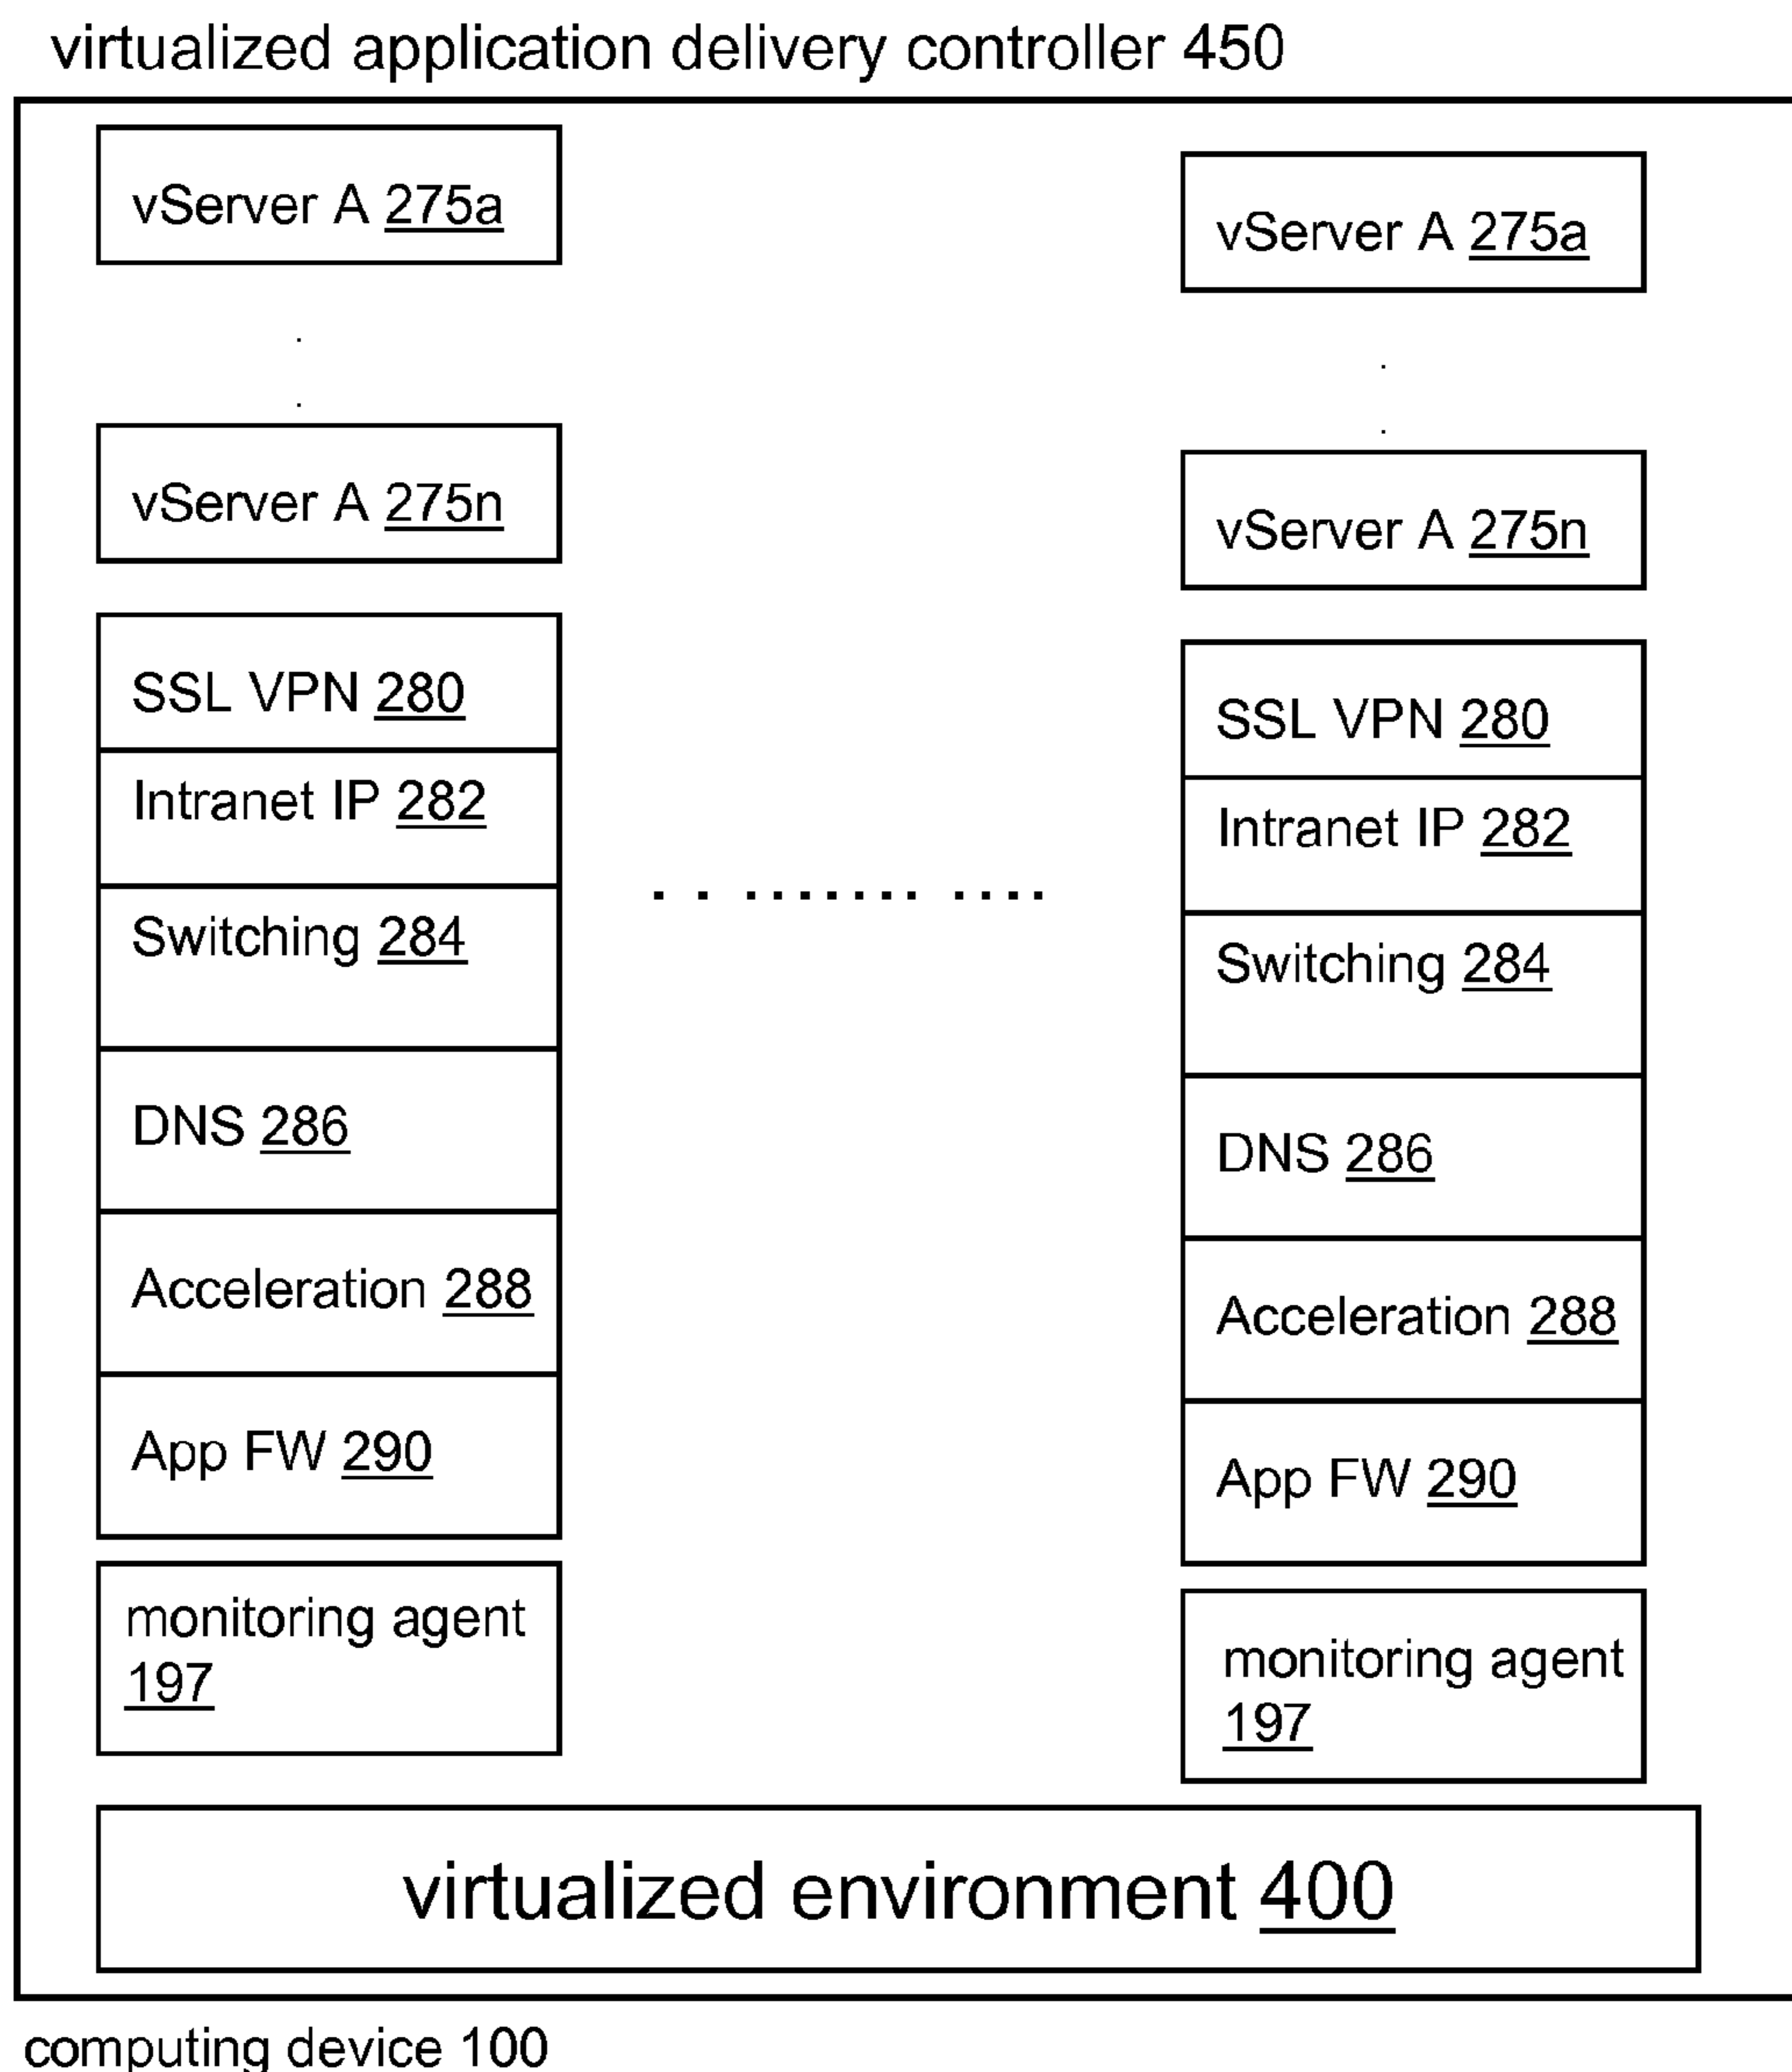 virtualized application delivery controller 450
vServer A 275a
vServer A 275n
SSL VPN 280
Intranet IP 282
Switching 284
DNS 286
Acceleration 288
App FW 290
monitoring agent
197
vServer A 275a
vServer A 275n
SSL VPN 280
Intranet IP 282
Switching 284
DNS 286
Acceleration 288
App FW 290
monitoring agent
197
virtualized environment 400
computing device 100